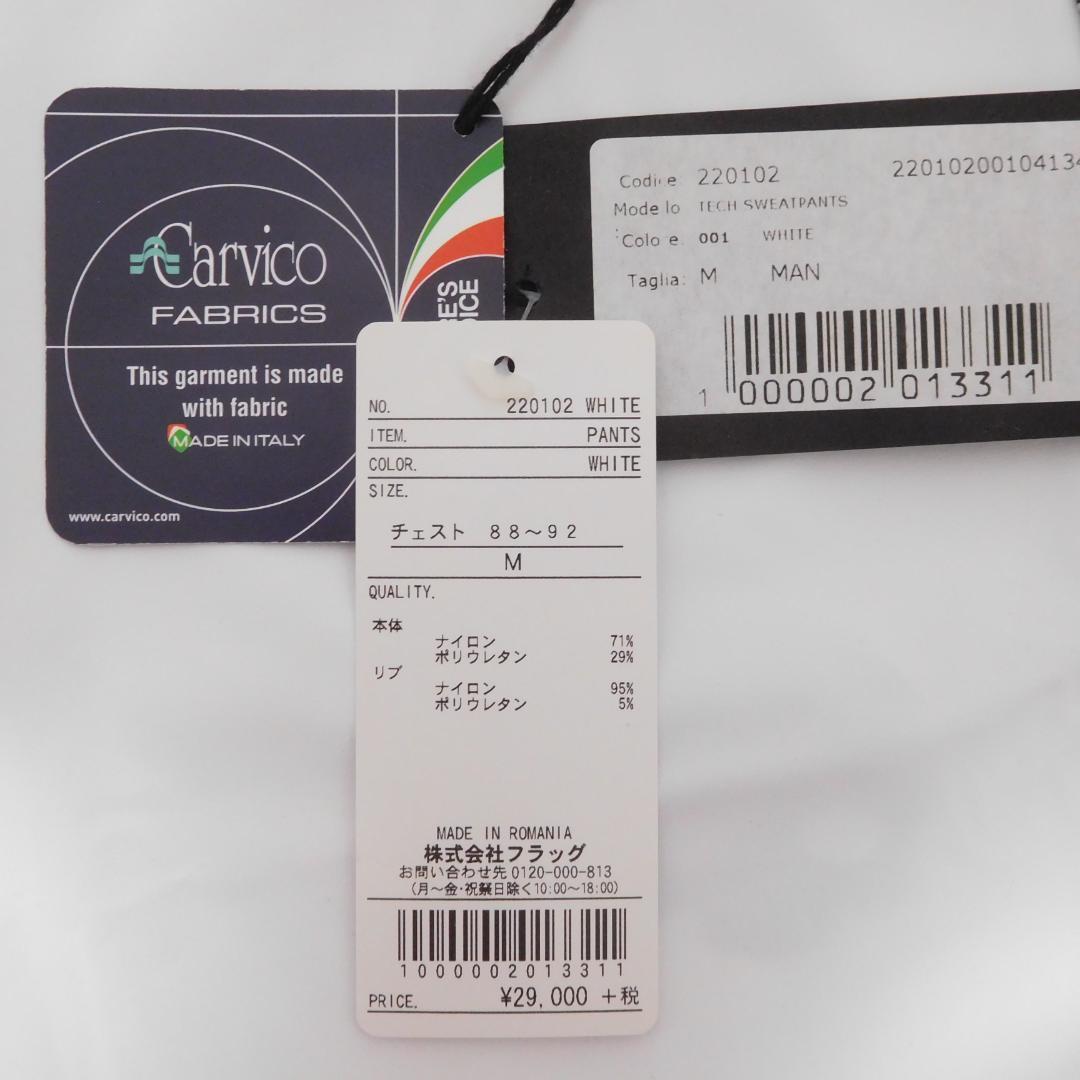 Carvico
FABRICS
This garment is made
with fabric
MADE IN ITALY
www.carvico.com
Codice 220102 2201020010413
Modello TECH SWEATPANTS
Colore 001 WHITE
Taglia: M MAN
1 000002 013311
NO. 220102 WHITE
ITEM. PANTS
COLOR. WHITE
SIZE.
チェスト 88～92
M
QUALITY.
本体
ナイロン 71%
ポリウレタン 29%
リブ
ナイロン 95%
ポリウレタン 5%
MADE IN ROMANIA
株式会社フラッグ
お問い合わせ先 0120-000-813
(月～金・祝祭日除く10:00～18:00)
1000002013311
PRICE. ¥29,000 +税